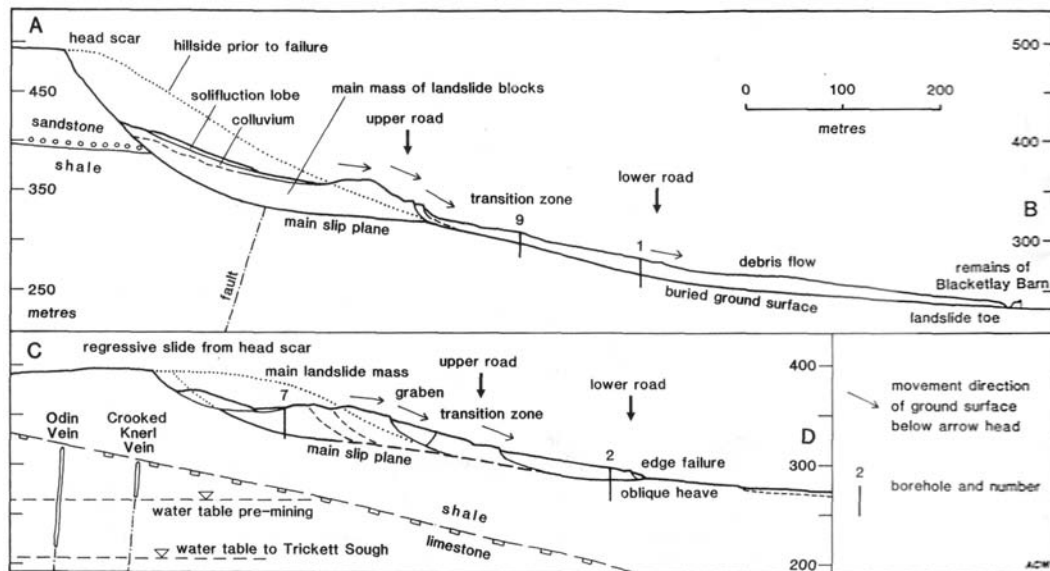 A
head scar
hillside prior to failure
500
450
solifluction lobe
main mass of landslide blocks
0 100 200
colluvium
metres
sandstone
upper road
400
shale
lower road
350
transition zone
B
9
main slip plane
1
300
debris flow
remains of
Blacketlay Barn
fault
buried ground surface
250
metres
landslide toe
C
regressive slide from head scar
upper road
400
main landslide mass
lower road
movement direction
of ground surface
below arrow head
7
graben
transition zone
Odin
Vein
Crooked
Knerl
Vein
D
main slip plane
2
edge failure
2
300
oblique heave
borehole and number
water table pre-mining
shale
limestone
water table to Trickett Sough
200
ACW